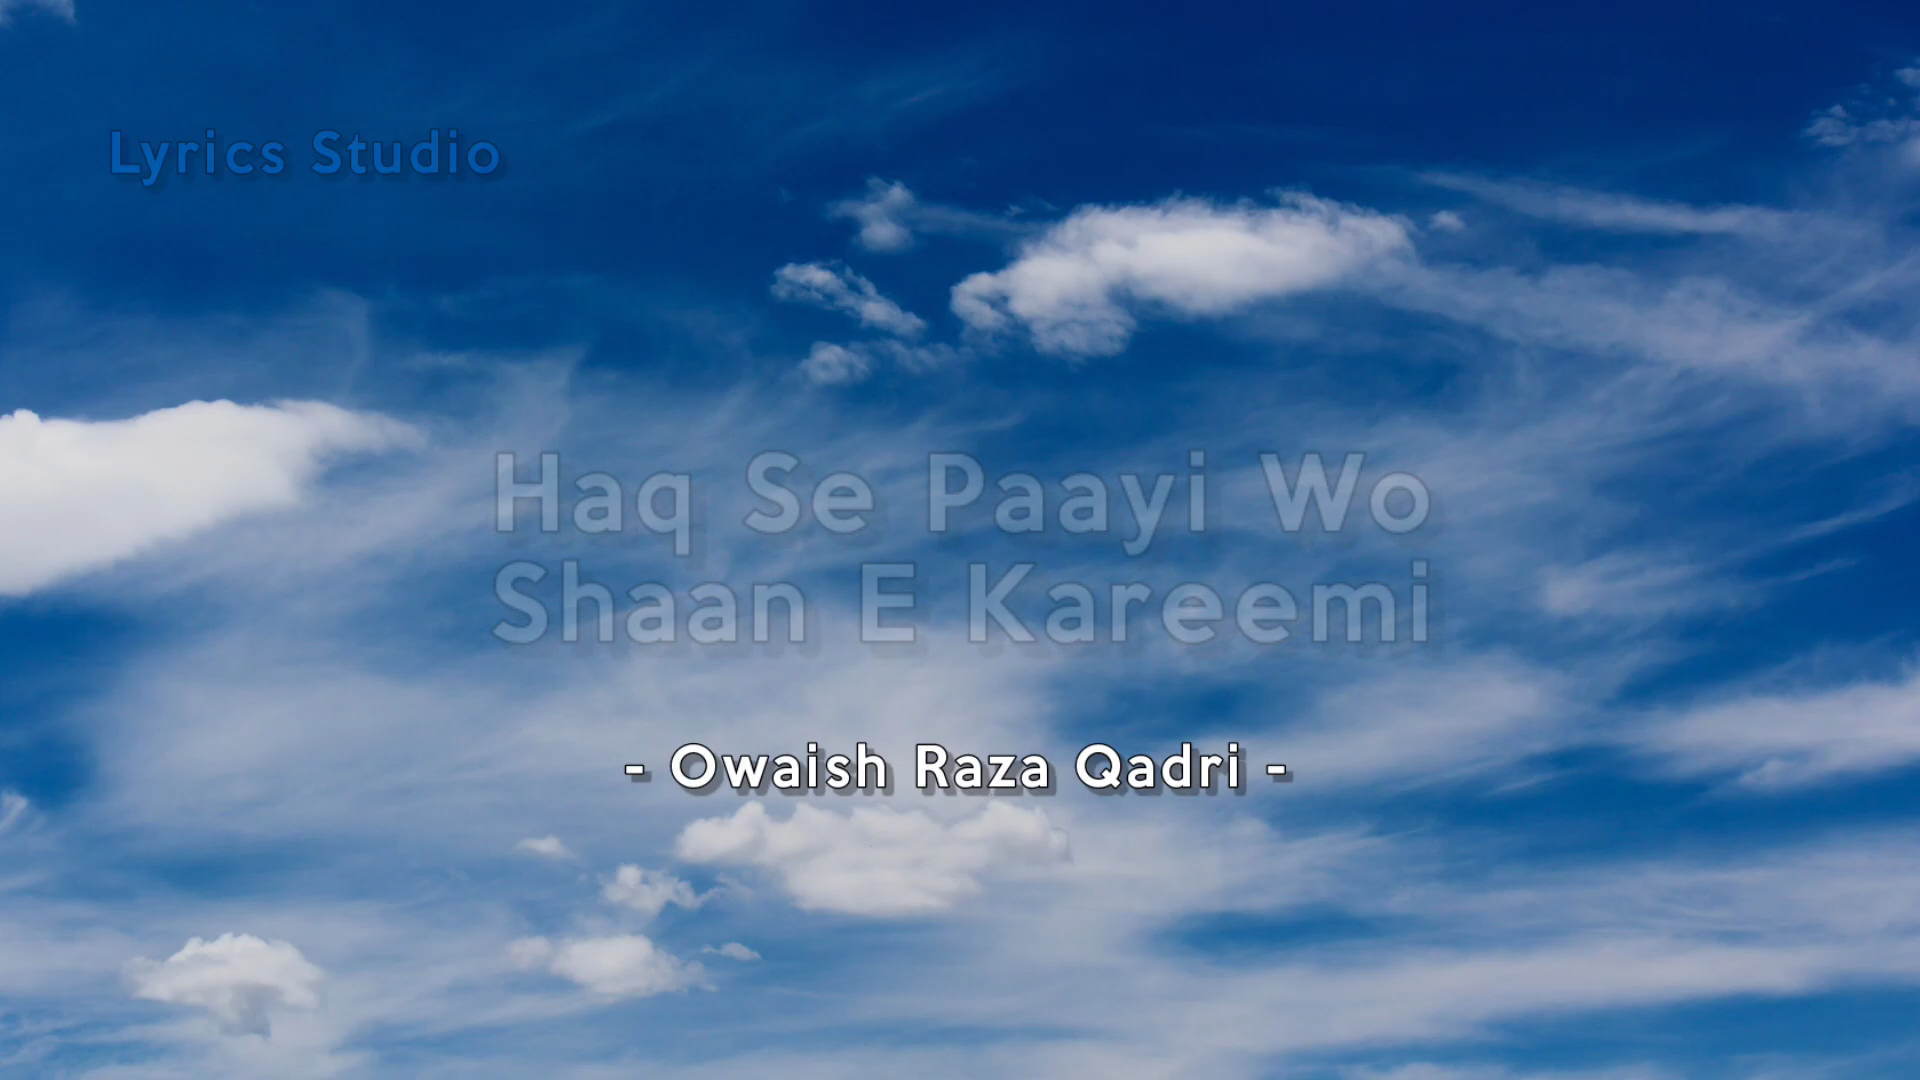 Lyrics Studio
Haq Se Paayi Wo
Shaan E Kareemi
- Owaish Raza Qadri -